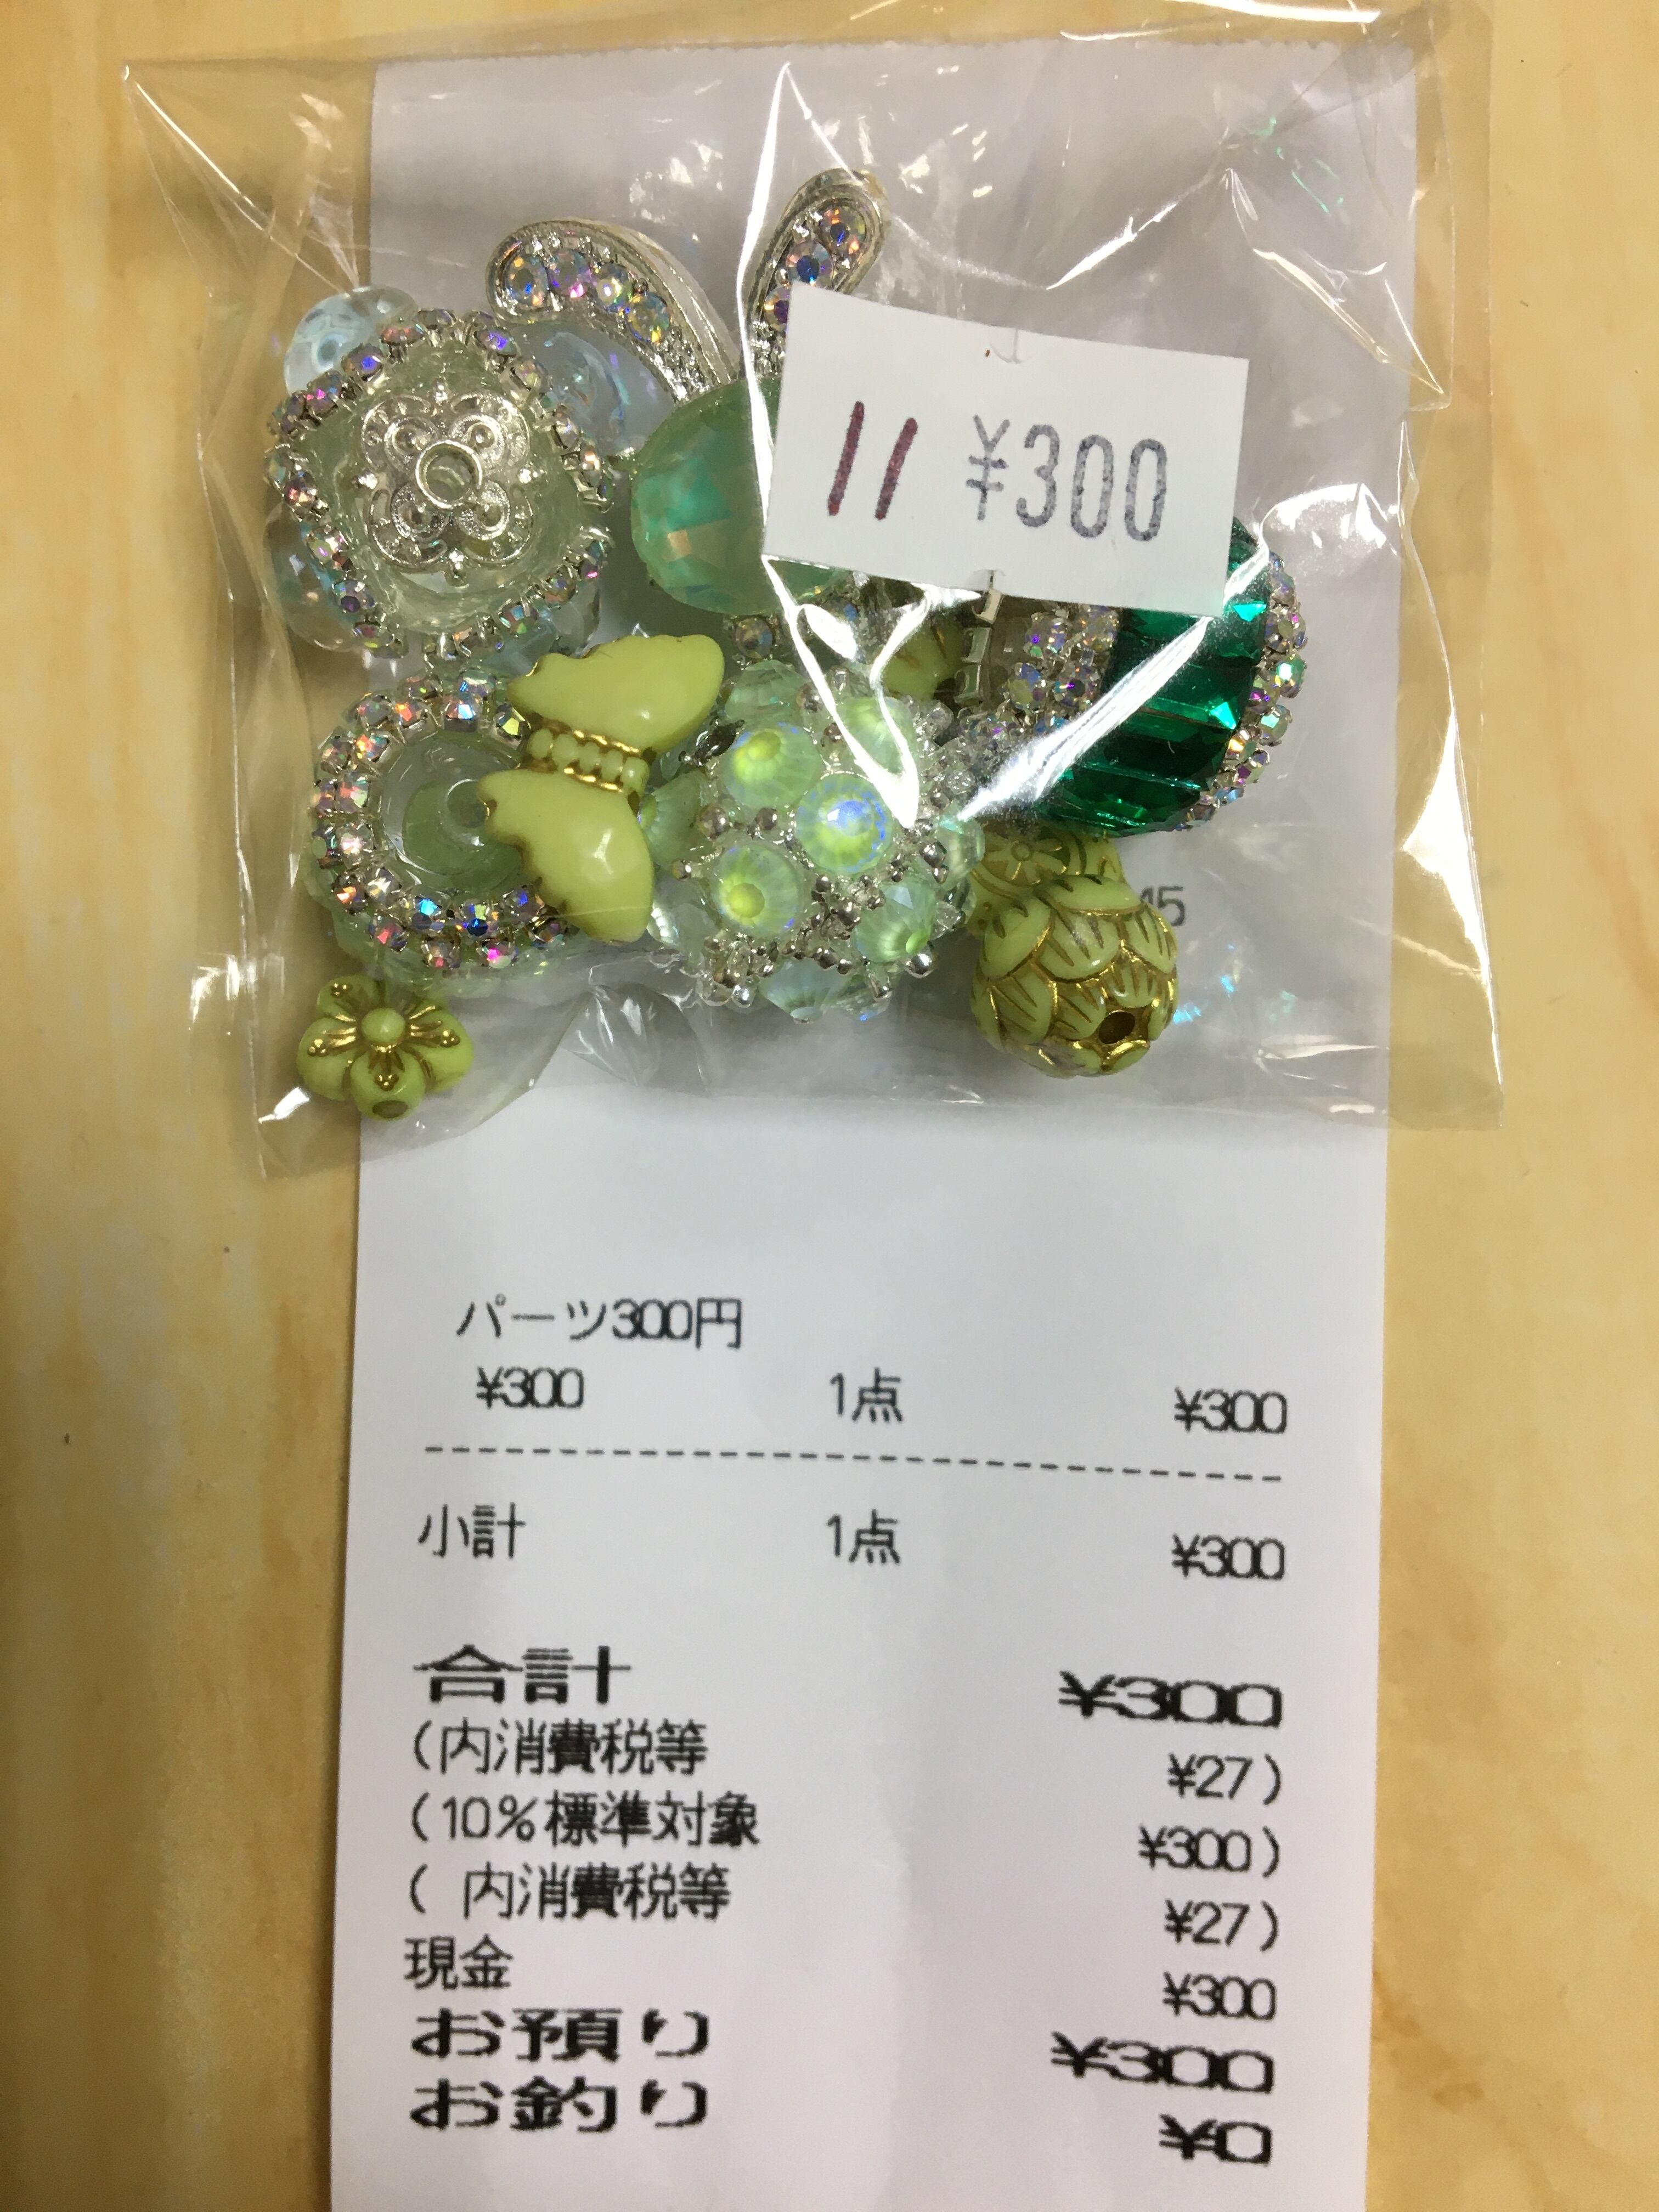 11 ¥300
45
パーツ300円
¥300 1点 ¥300
小計 1点 ¥300
合計 ¥300
(内消費税等 ¥27)
(10%標準対象 ¥300)
( 内消費税等 ¥27)
現金 ¥300
お預り ¥300
お釣り ¥0